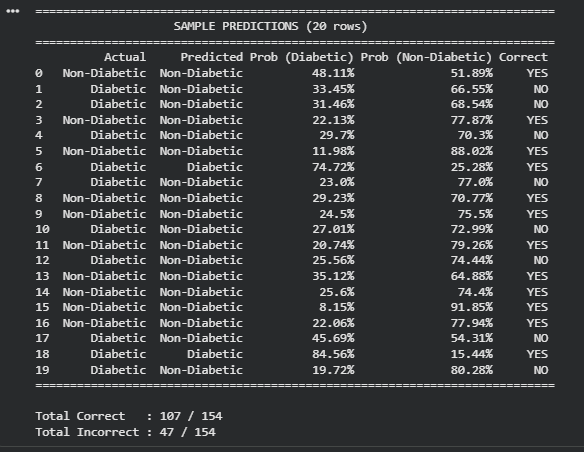 •••
===========================================================================
SAMPLE PREDICTIONS (20 rows)
===========================================================================
Actual Predicted Prob (Diabetic) Prob (Non-Diabetic) Correct
0 Non-Diabetic Non-Diabetic 48.11% 51.89% YES
1 Diabetic Non-Diabetic 33.45% 66.55% NO
2 Diabetic Non-Diabetic 31.46% 68.54% NO
3 Non-Diabetic Non-Diabetic 22.13% 77.87% YES
4 Diabetic Non-Diabetic 29.7% 70.3% NO
5 Non-Diabetic Non-Diabetic 11.98% 88.02% YES
6 Diabetic Diabetic 74.72% 25.28% YES
7 Diabetic Non-Diabetic 23.0% 77.0% NO
8 Non-Diabetic Non-Diabetic 29.23% 70.77% YES
9 Non-Diabetic Non-Diabetic 24.5% 75.5% YES
10 Diabetic Non-Diabetic 27.01% 72.99% NO
11 Non-Diabetic Non-Diabetic 20.74% 79.26% YES
12 Diabetic Non-Diabetic 25.56% 74.44% NO
13 Non-Diabetic Non-Diabetic 35.12% 64.88% YES
14 Non-Diabetic Non-Diabetic 25.6% 74.4% YES
15 Non-Diabetic Non-Diabetic 8.15% 91.85% YES
16 Non-Diabetic Non-Diabetic 22.06% 77.94% YES
17 Diabetic Non-Diabetic 45.69% 54.31% NO
18 Diabetic Diabetic 84.56% 15.44% YES
19 Diabetic Non-Diabetic 19.72% 80.28% NO
===========================================================================
Total Correct : 107 / 154
Total Incorrect : 47 / 154